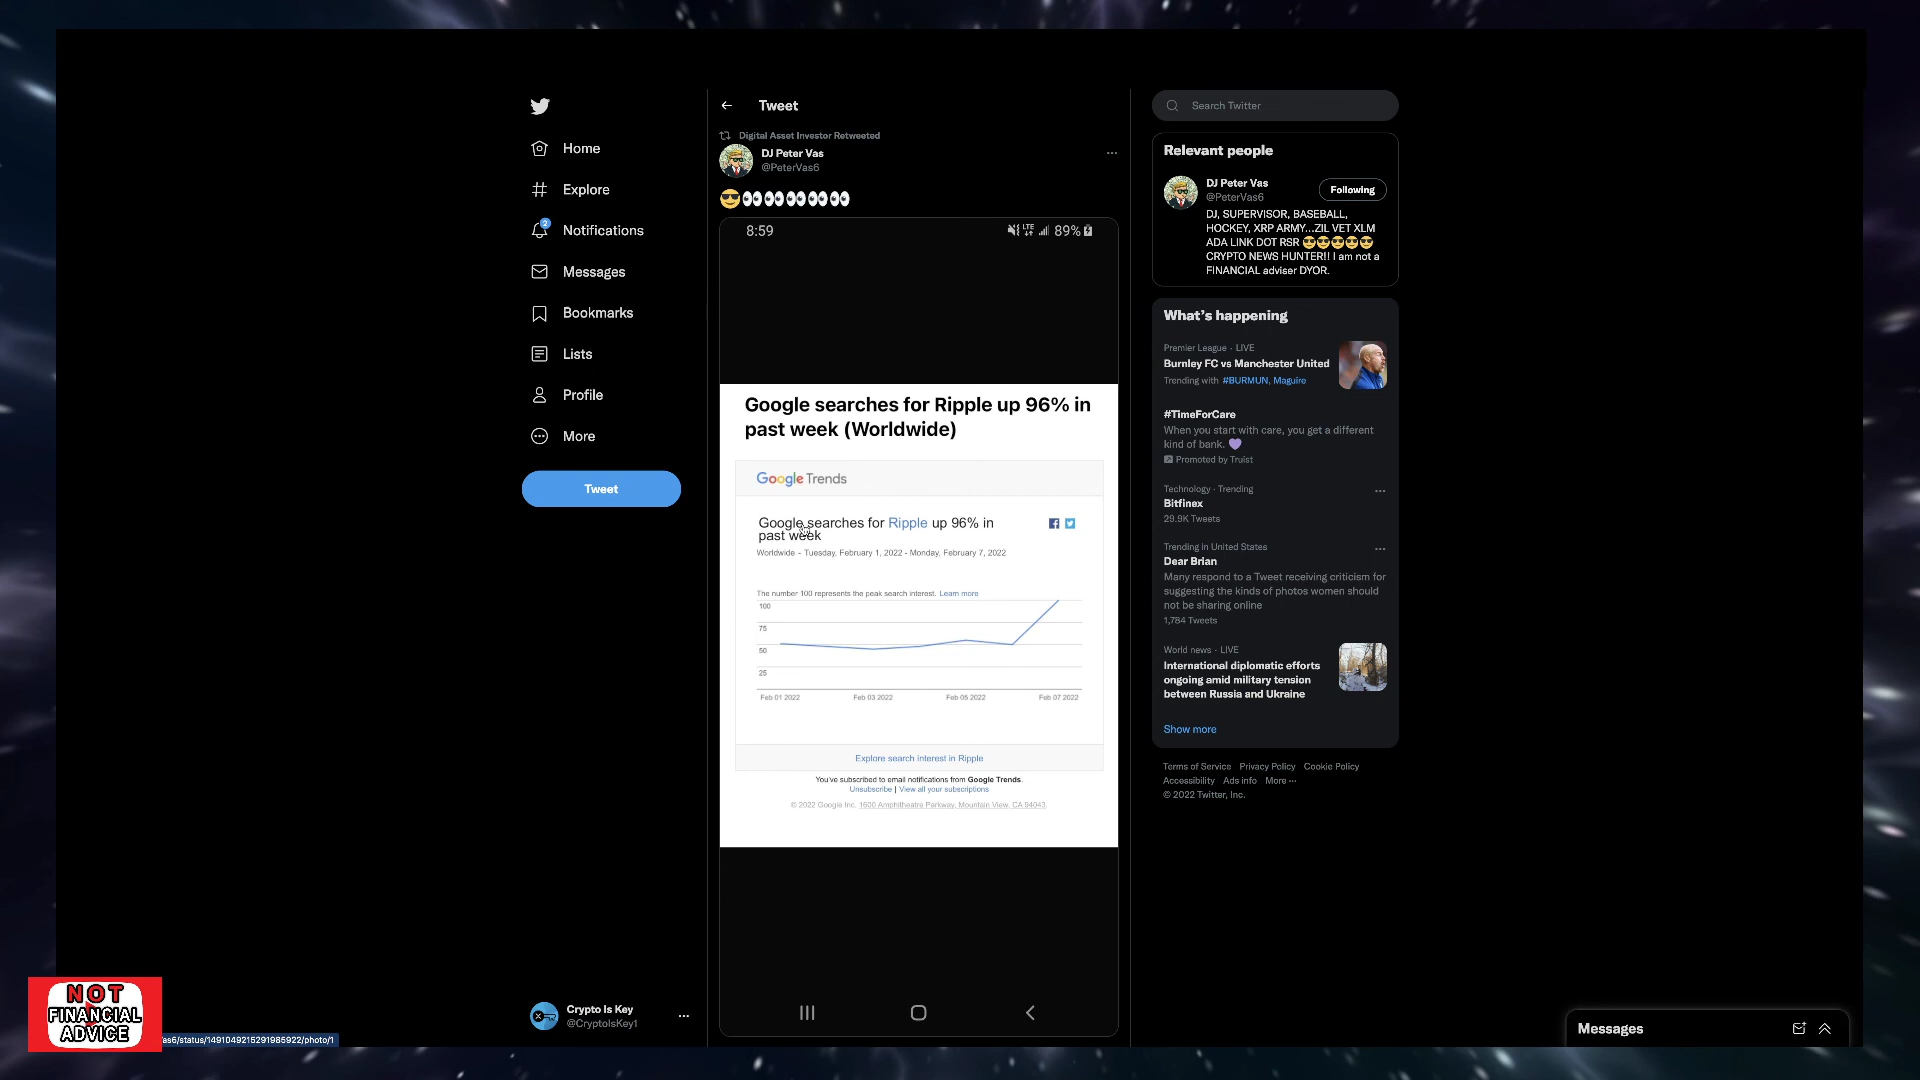 Home
Explore
2
Notifications
Messages
Bookmarks
Lists
Profile
More
Tweet
Crypto Is Key
@CryptoIsKey1
Tweet
Digital Asset Investor Retweeted
DJ Peter Vas
@PeterVas6
8:59
LTE
89%
Google searches for Ripple up 96% in
past week (Worldwide)
Google Trends
Google searches for Ripple up 96% in
past week
Worldwide - Tuesday, February 1, 2022 - Monday, February 7, 2022
The number 100 represents the peak search interest. Learn more
100
75
50
25
Feb 01 2022 Feb 03 2022 Feb 05 2022 Feb 07 2022
Explore search interest in Ripple
You've subscribed to email notifications from Google Trends.
Unsubscribe | View all your subscriptions
© 2022 Google Inc. 1600 Amphitheatre Parkway, Mountain View, CA 94043.
Search Twitter
Relevant people
DJ Peter Vas
@PeterVas6
Following
DJ, SUPERVISOR, BASEBALL,
HOCKEY, XRP ARMY...ZIL VET XLM
ADA LINK DOT RSR 😎😎😎😎😎
CRYPTO NEWS HUNTER!! I am not a
FINANCIAL adviser DYOR.
What's happening
Premier League · LIVE
Burnley FC vs Manchester United
Trending with #BURMUN, Maguire
#TimeForCare
When you start with care, you get a different
kind of bank. 💜
Promoted by Truist
Technology · Trending
Bitfinex
29.9K Tweets
Trending in United States
Dear Brian
Many respond to a Tweet receiving criticism for
suggesting the kinds of photos women should
not be sharing online
1,784 Tweets
World news · LIVE
International diplomatic efforts
ongoing amid military tension
between Russia and Ukraine
Show more
Terms of Service Privacy Policy Cookie Policy
Accessibility Ads info More ···
© 2022 Twitter, Inc.
Messages
NOT
FINANCIAL
ADVICE
as6/status/1491049215291985922/photo/1